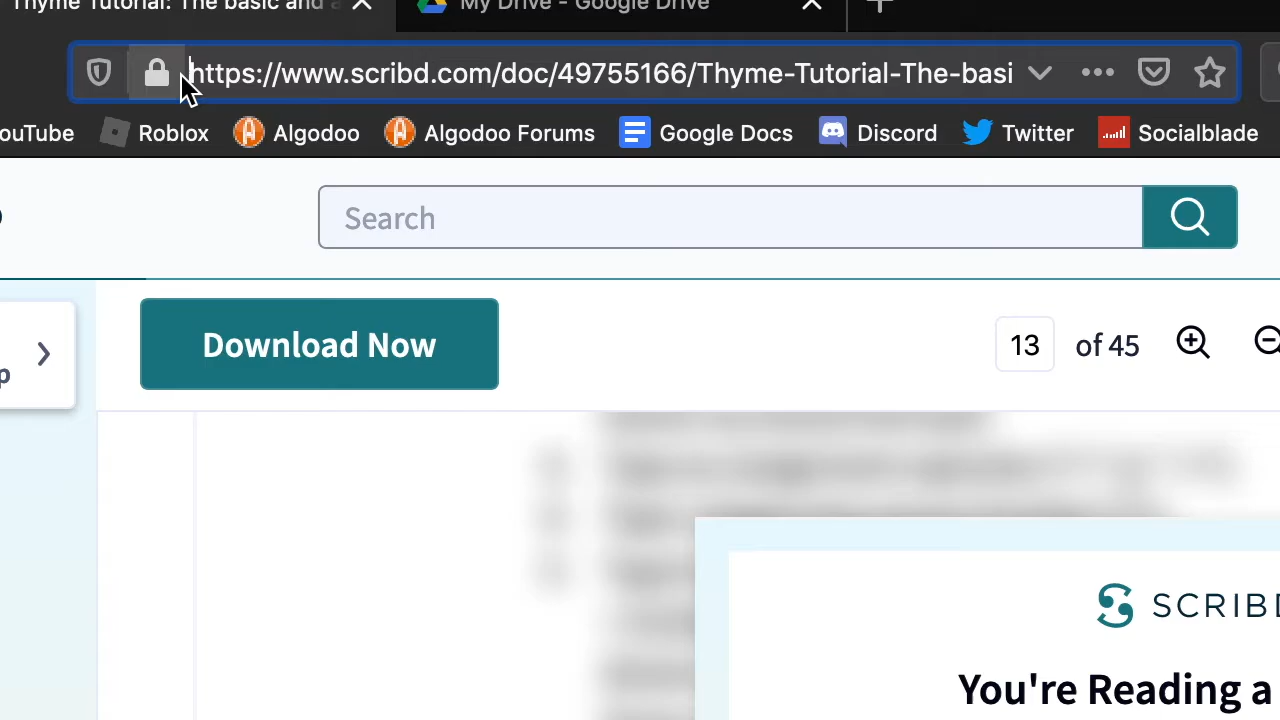 Thyme Tutorial: The basic and a
My Drive - Google Drive
https://www.scribd.com/doc/49755166/Thyme-Tutorial-The-basi
ouTube Roblox Algodoo Algodoo Forums Google Docs Discord Twitter Socialblade
Search
Download Now
13 of 45
p
SCRIBD
You're Reading a